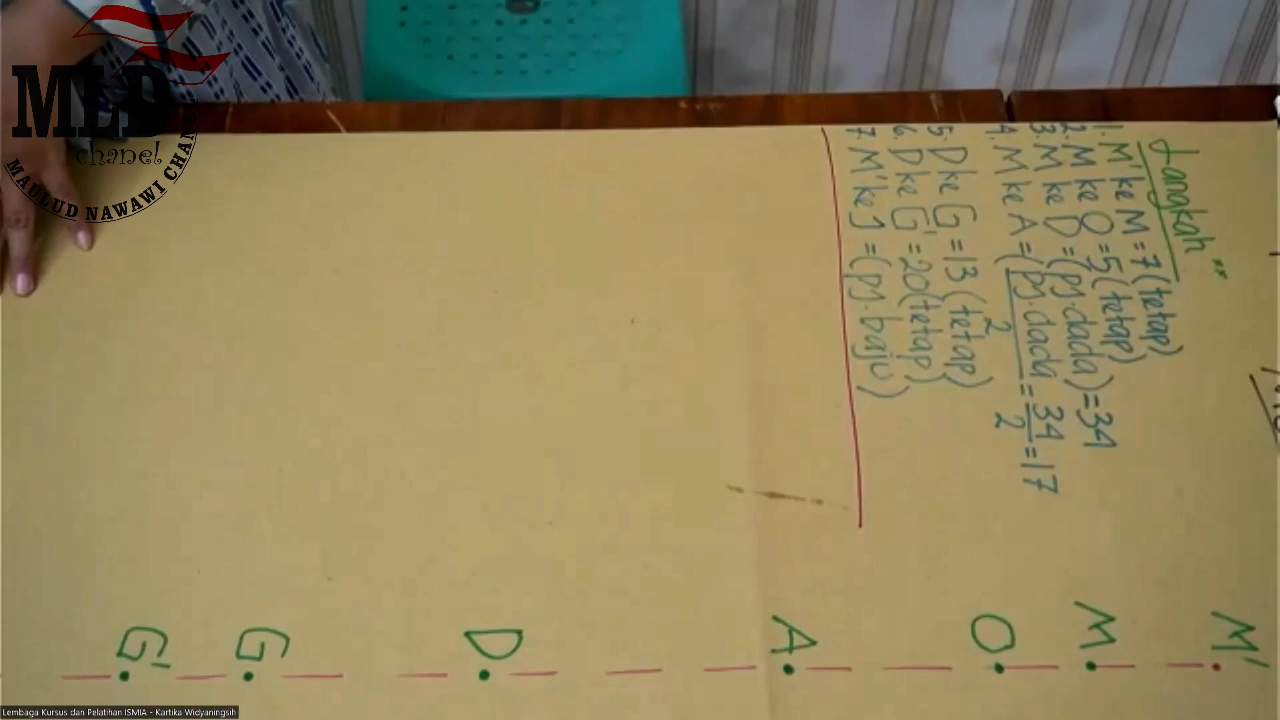 MLD
chanel
MAULUD NAWAWI CHANEL
Langkah"
1. M' ke M = 7 (tetap)
2. M ke O = 5 (tetap)
3. M ke D = (pj. dada) = 34
4. M ke A = (pj. dada = 34 = 17
2 2
5. D ke G = 13 (tetap)
6. D ke G' = 20 (tetap)
7. M' ke J = (pj. baju)
M'
M
O
A
D
G
G'
Lembaga Kursus dan Pelatihan ISMIA - Kartika Widyaningsih